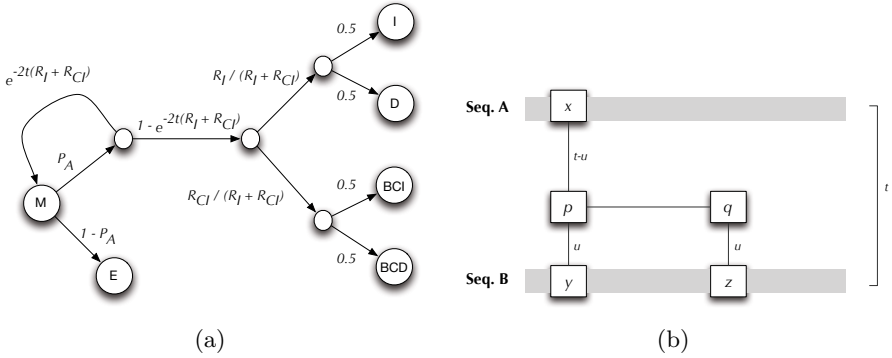 0.5
I
0.5
D
R_I / (R_I + R_CI)
e^-2t(R_I + R_CI)
1 - e^-2t(R_I + R_CI)
P_A
M
1 - P_A
E
R_CI / (R_I + R_CI)
0.5
BCI
0.5
BCD
(a)
Seq. A
x
t-u
t
p
q
u
u
Seq. B
y
z
(b)